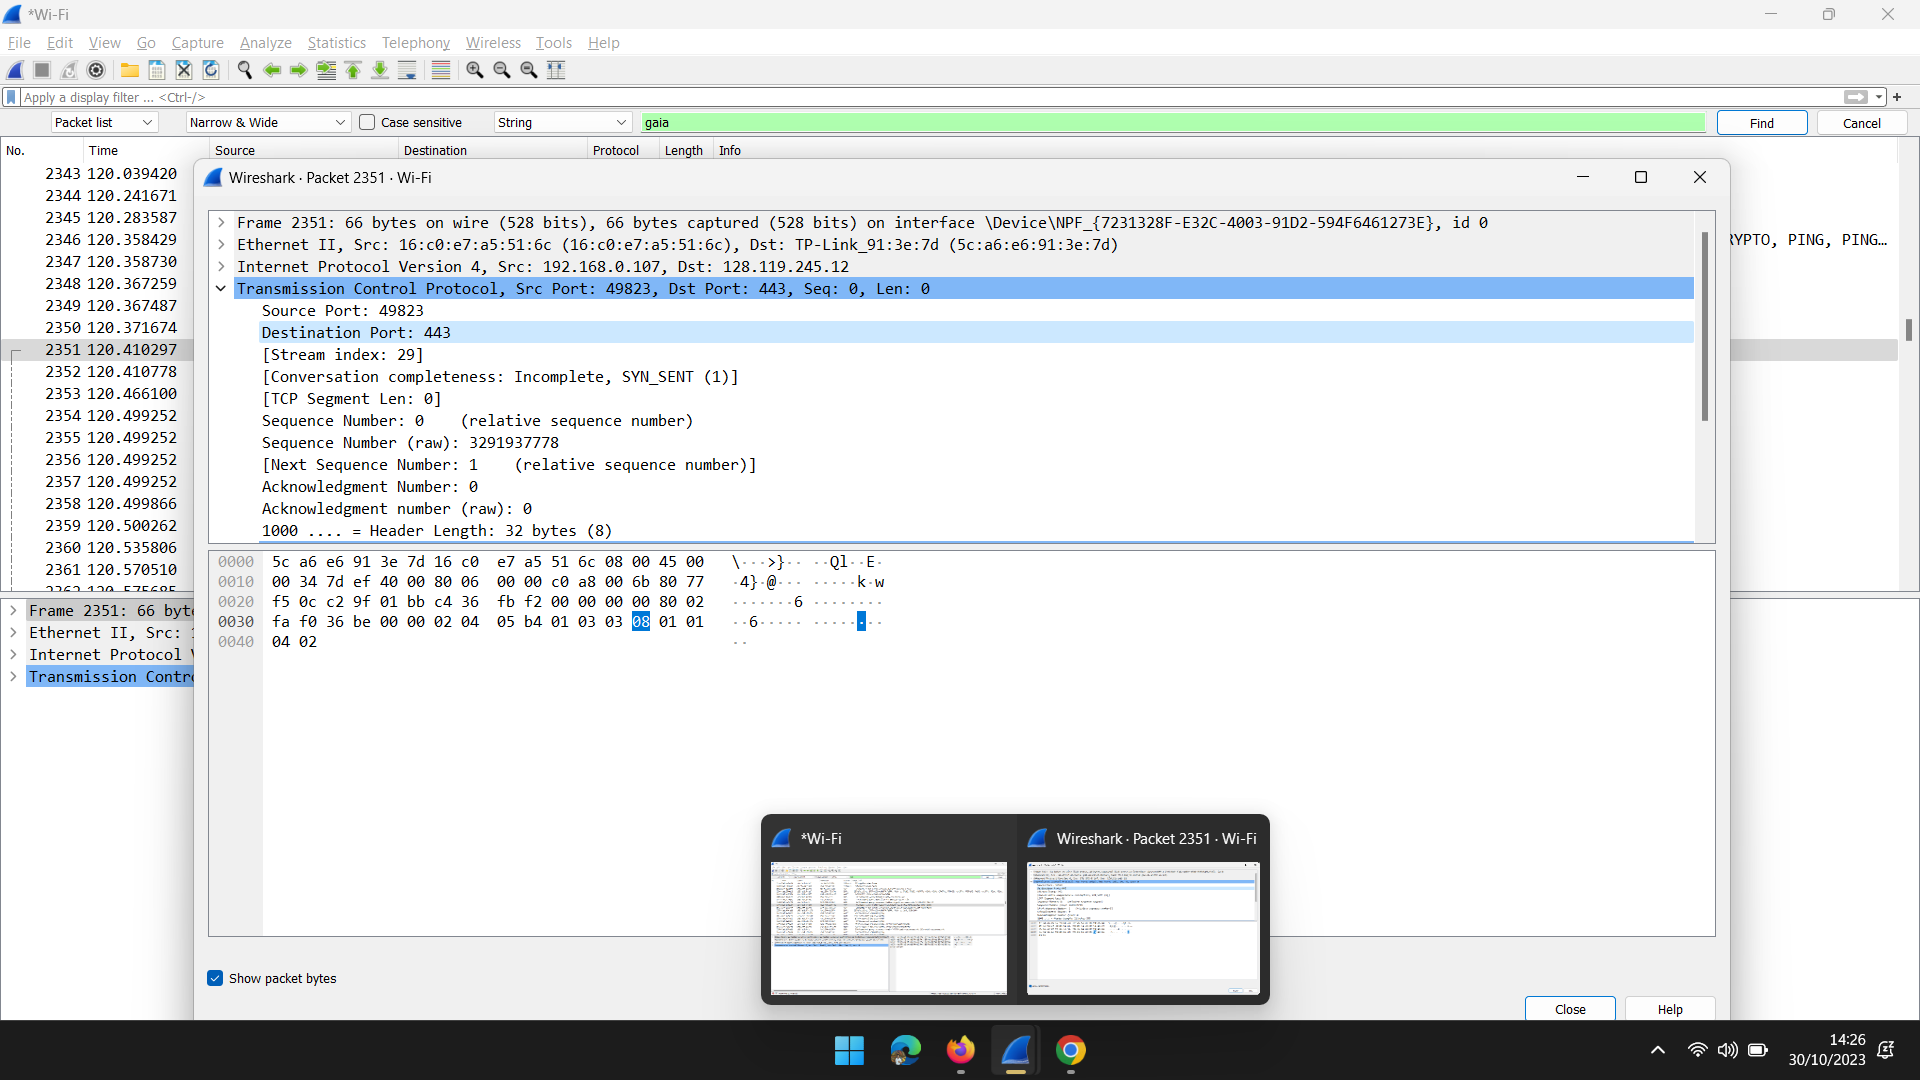 *Wi-Fi
File Edit View Go Capture Analyze Statistics Telephony Wireless Tools Help
Apply a display filter ... <Ctrl-/>
Packet list Narrow & Wide Case sensitive String gaia Find Cancel
No. Time Source Destination Protocol Length Info
2343 120.039420
2344 120.241671
2345 120.283587
2346 120.358429
2347 120.358730
2348 120.367259
2349 120.367487
2350 120.371674
2351 120.410297
2352 120.410778
2353 120.466100
2354 120.499252
2355 120.499252
2356 120.499252
2357 120.499252
2358 120.499866
2359 120.500262
2360 120.535806
2361 120.570510
2362 120.575685
RYPTO, PING, PING...
Frame 2351: 66 byte
Ethernet II, Src: 1
Internet Protocol V
Transmission Contro
Wireshark · Packet 2351 · Wi-Fi
Frame 2351: 66 bytes on wire (528 bits), 66 bytes captured (528 bits) on interface \Device\NPF_{7231328F-E32C-4003-91D2-594F6461273E}, id 0
Ethernet II, Src: 16:c0:e7:a5:51:6c (16:c0:e7:a5:51:6c), Dst: TP-Link_91:3e:7d (5c:a6:e6:91:3e:7d)
Internet Protocol Version 4, Src: 192.168.0.107, Dst: 128.119.245.12
Transmission Control Protocol, Src Port: 49823, Dst Port: 443, Seq: 0, Len: 0
Source Port: 49823
Destination Port: 443
[Stream index: 29]
[Conversation completeness: Incomplete, SYN_SENT (1)]
[TCP Segment Len: 0]
Sequence Number: 0 (relative sequence number)
Sequence Number (raw): 3291937778
[Next Sequence Number: 1 (relative sequence number)]
Acknowledgment Number: 0
Acknowledgment number (raw): 0
1000 .... = Header Length: 32 bytes (8)
0000 5c a6 e6 91 3e 7d 16 c0 e7 a5 51 6c 08 00 45 00 \···>}·· ··Ql··E·
0010 00 34 7d ef 40 00 80 06 00 00 c0 a8 00 6b 80 77 ·4}·@··· ·····k·w
0020 f5 0c c2 9f 01 bb c4 36 fb f2 00 00 00 00 80 02 ·······6 ········
0030 fa f0 36 be 00 00 02 04 05 b4 01 03 03 08 01 01 ··6····· ········
0040 04 02 ··
Show packet bytes
Close Help
*Wi-Fi
Wireshark · Packet 2351 · Wi-Fi
14:26
30/10/2023